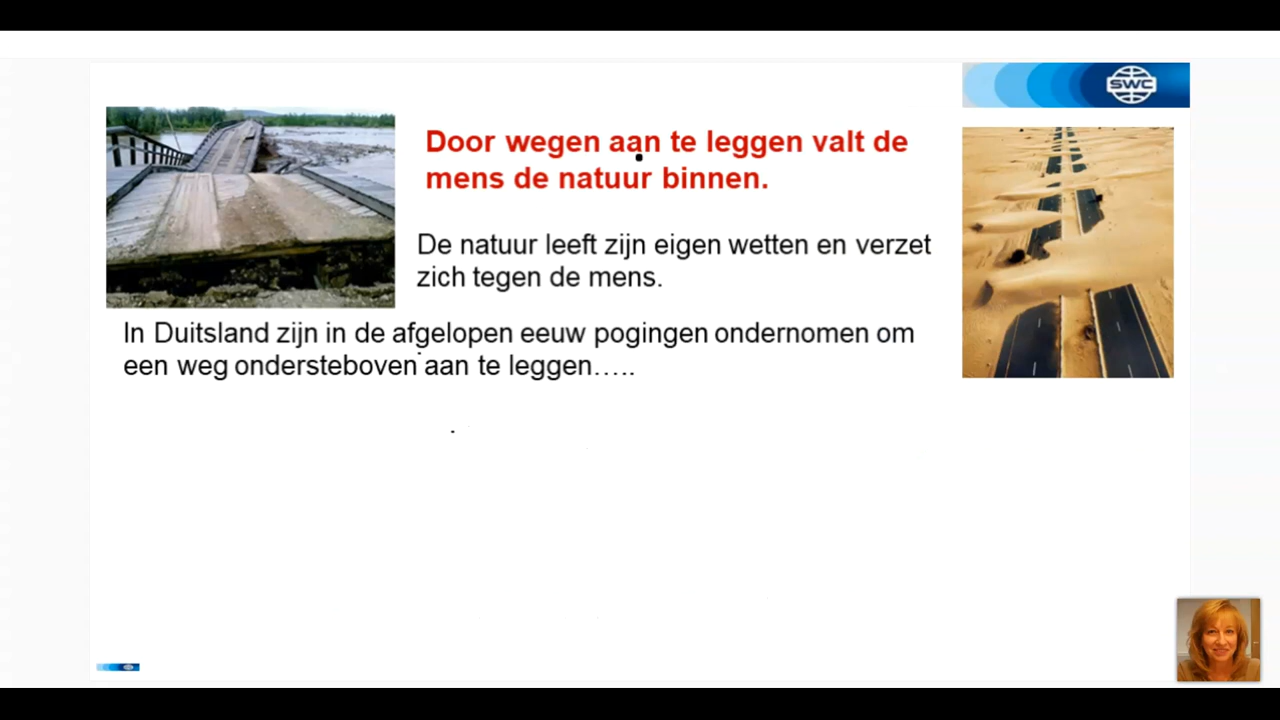 SWC
Door wegen aan te leggen valt de
mens de natuur binnen.
De natuur leeft zijn eigen wetten en verzet
zich tegen de mens.
In Duitsland zijn in de afgelopen eeuw pogingen ondernomen om
een weg ondersteboven aan te leggen…..